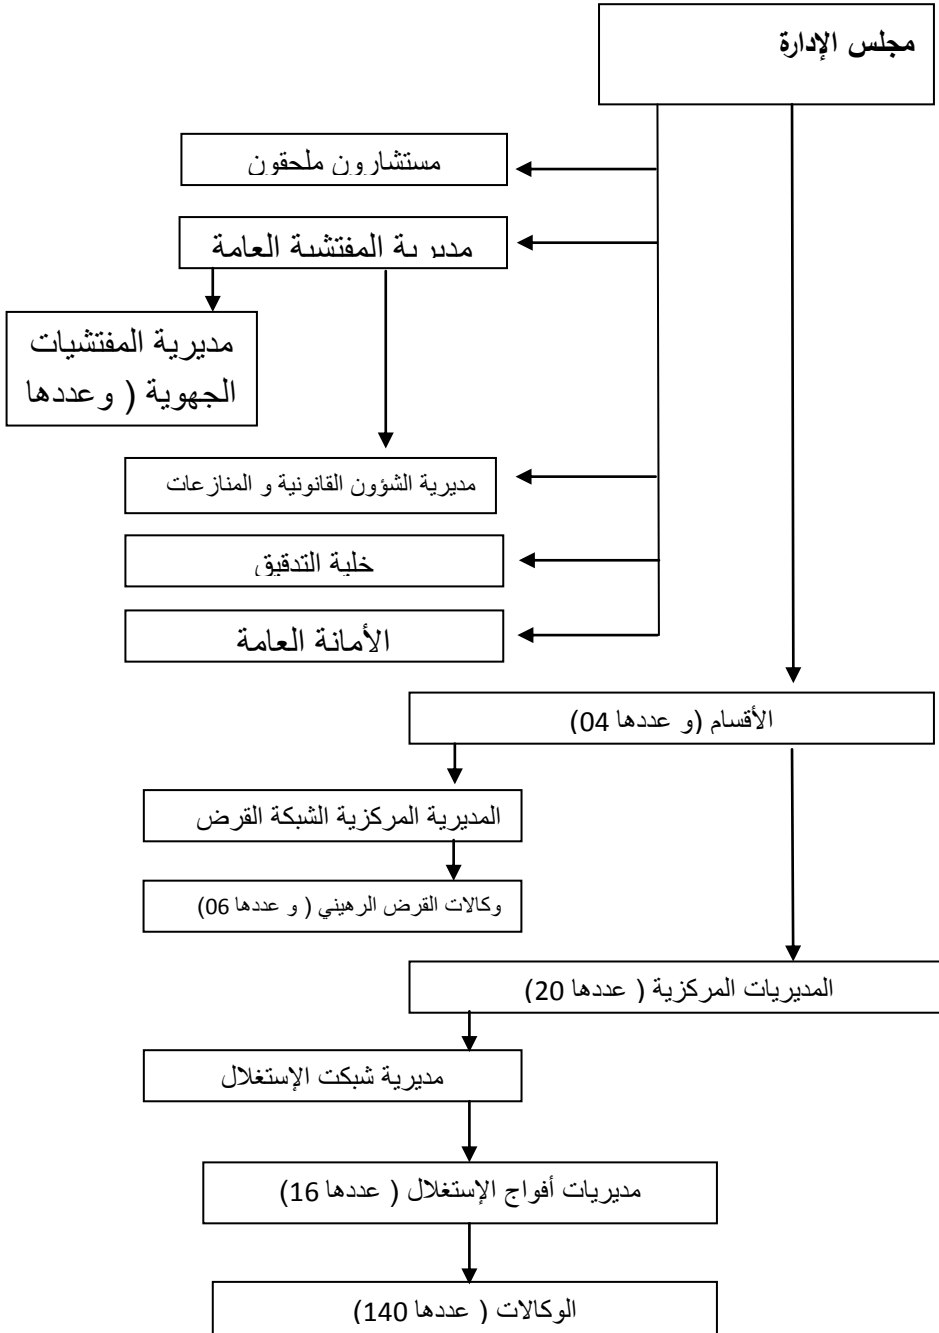 مجلس الإدارة
مستشارون ملحقون
مديرية المفتشية العامة
مديرية المفتشيات
الجهوية ( وعددها
مديرية الشؤون القانونية و المنازعات
خلية التدقيق
الأمانة العامة
الأقسام (و عددها 04)
المديرية المركزية الشبكة القرض
وكالات القرض الرهيني ( و عددها 06)
المديريات المركزية ( عددها 20)
مديرية شبكت الإستغلال
مديريات أفواج الإستغلال ( عددها 16)
الوكالات ( عددها 140)